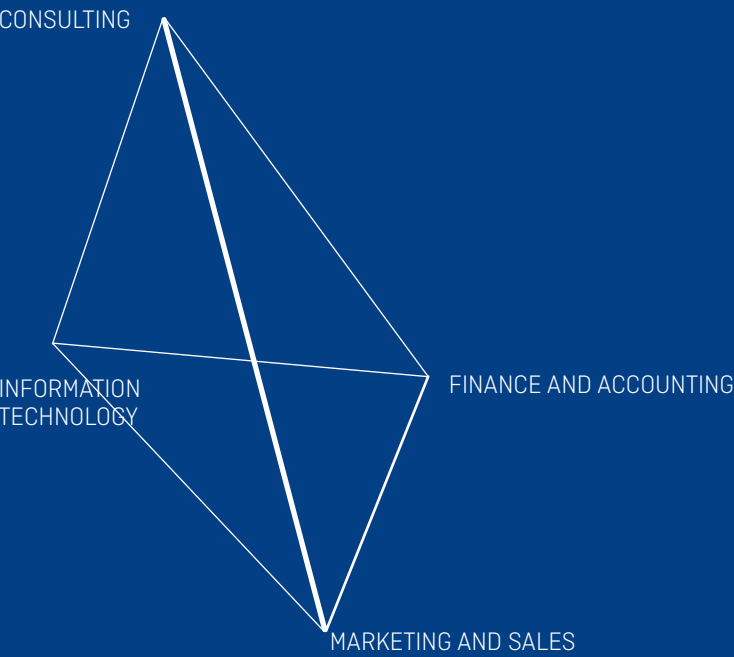 CONSULTING
INFORMATION
TECHNOLOGY
FINANCE AND ACCOUNTING
MARKETING AND SALES